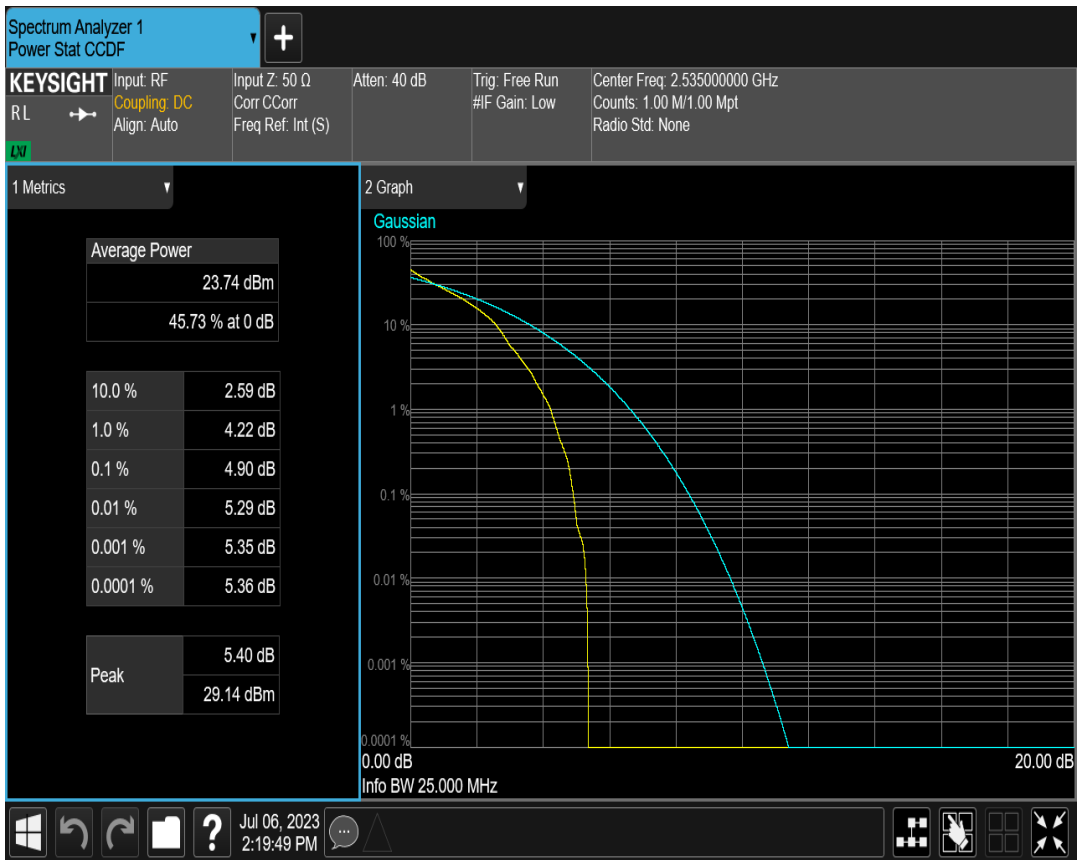 Spectrum Analyzer 1
Power Stat CCDF
+
KEYSIGHT
RL
LXI
Input: RF
Coupling: DC
Align: Auto
Input Z: 50 Ω
Corr CCorr
Freq Ref: Int (S)
Atten: 40 dB
Trig: Free Run
#IF Gain: Low
Center Freq: 2.535000000 GHz
Counts: 1.00 M/1.00 Mpt
Radio Std: None
1 Metrics
Average Power
23.74 dBm
45.73 % at 0 dB
10.0 % 2.59 dB
1.0 % 4.22 dB
0.1 % 4.90 dB
0.01 % 5.29 dB
0.001 % 5.35 dB
0.0001 % 5.36 dB
Peak
5.40 dB
29.14 dBm
2 Graph
Gaussian
100 %
10 %
1 %
0.1 %
0.01 %
0.001 %
0.0001 %
0.00 dB 20.00 dB
Info BW 25.000 MHz
?
Jul 06, 2023
2:19:49 PM